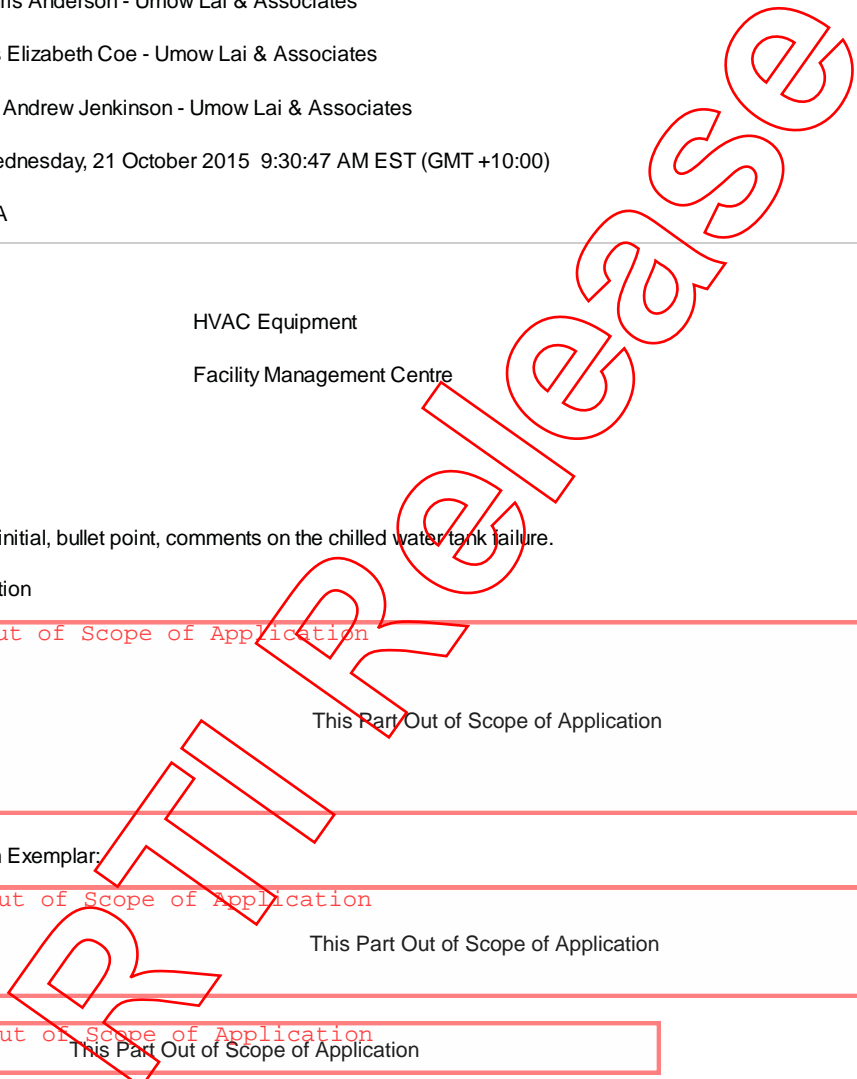 ris Anderson - Umow Lai & Associates
s Elizabeth Coe - Umow Lai & Associates
Andrew Jenkinson - Umow Lai & Associates
ednesday, 21 October 2015 9:30:47 AM EST (GMT +10:00)
A
HVAC Equipment
Facility Management Centre
initial, bullet point, comments on the chilled water tank failure.
tion
ut of Scope of Application
This Part Out of Scope of Application
n Exemplar:
ut of Scope of Application
This Part Out of Scope of Application
ut of Scope of Application
This Part Out of Scope of Application
RTI Release